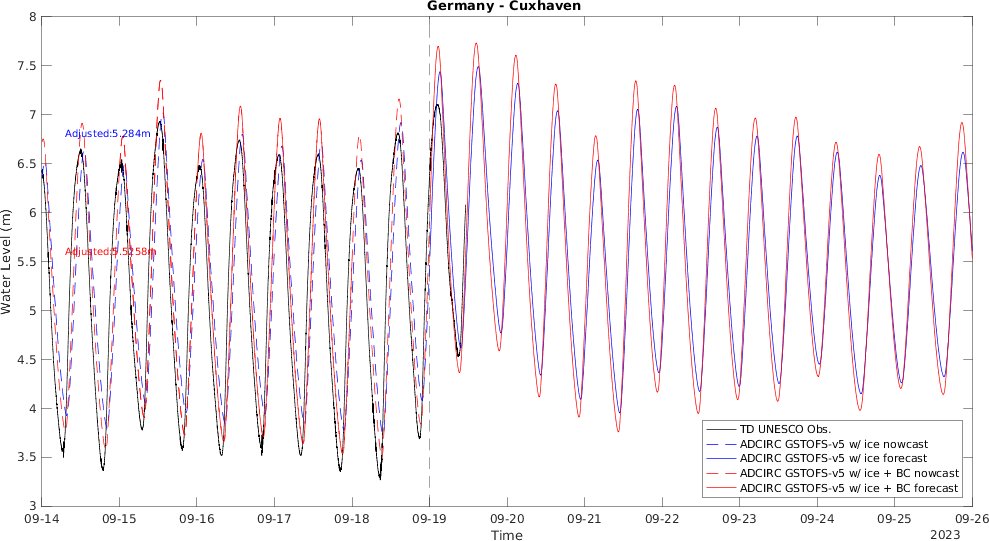 Germany - Cuxhaven
8
7.5
7
6.5
6
5.5
5
4.5
4
3.5
3
Water Level (m)
Adjusted:5.284m
Adjusted:5.5258m
TD UNESCO Obs.
ADCIRC GSTOFS-v5 w/ ice nowcast
ADCIRC GSTOFS-v5 w/ ice forecast
ADCIRC GSTOFS-v5 w/ ice + BC nowcast
ADCIRC GSTOFS-v5 w/ ice + BC forecast
09-14 09-15 09-16 09-17 09-18 09-19 09-20 09-21 09-22 09-23 09-24 09-25 09-26
Time
2023